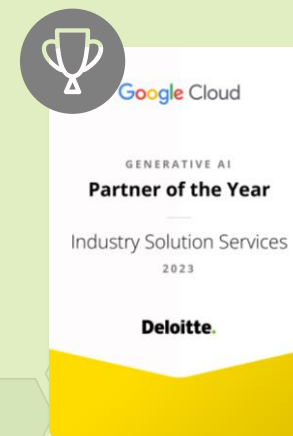 Google Cloud
GENERATIVE AI
Partner of the Year
Industry Solution Services
2023
Deloitte.